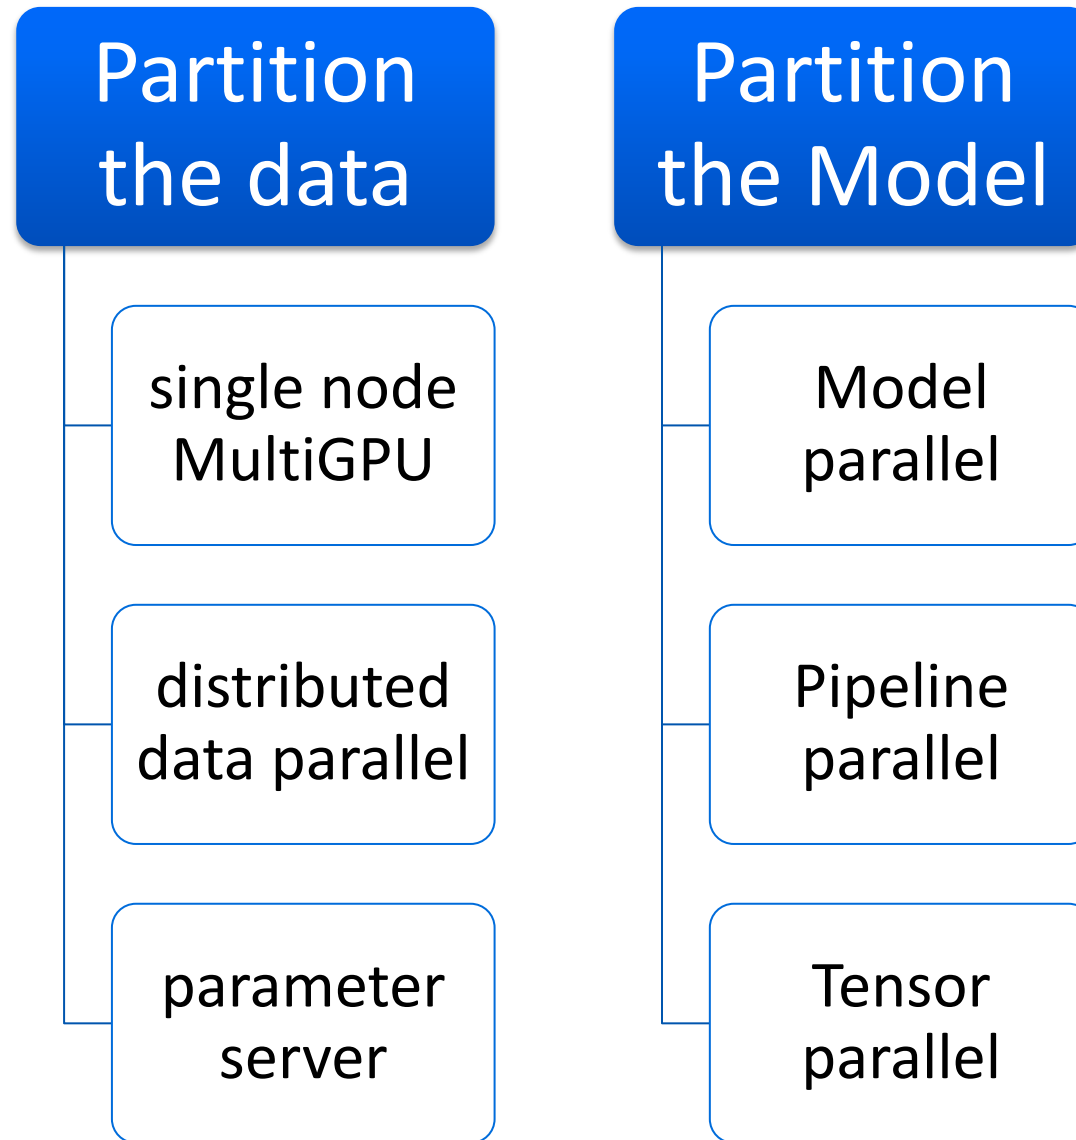 Partition
the data
single node
MultiGPU
distributed
data parallel
parameter
server
Partition
the Model
Model
parallel
Pipeline
parallel
Tensor
parallel